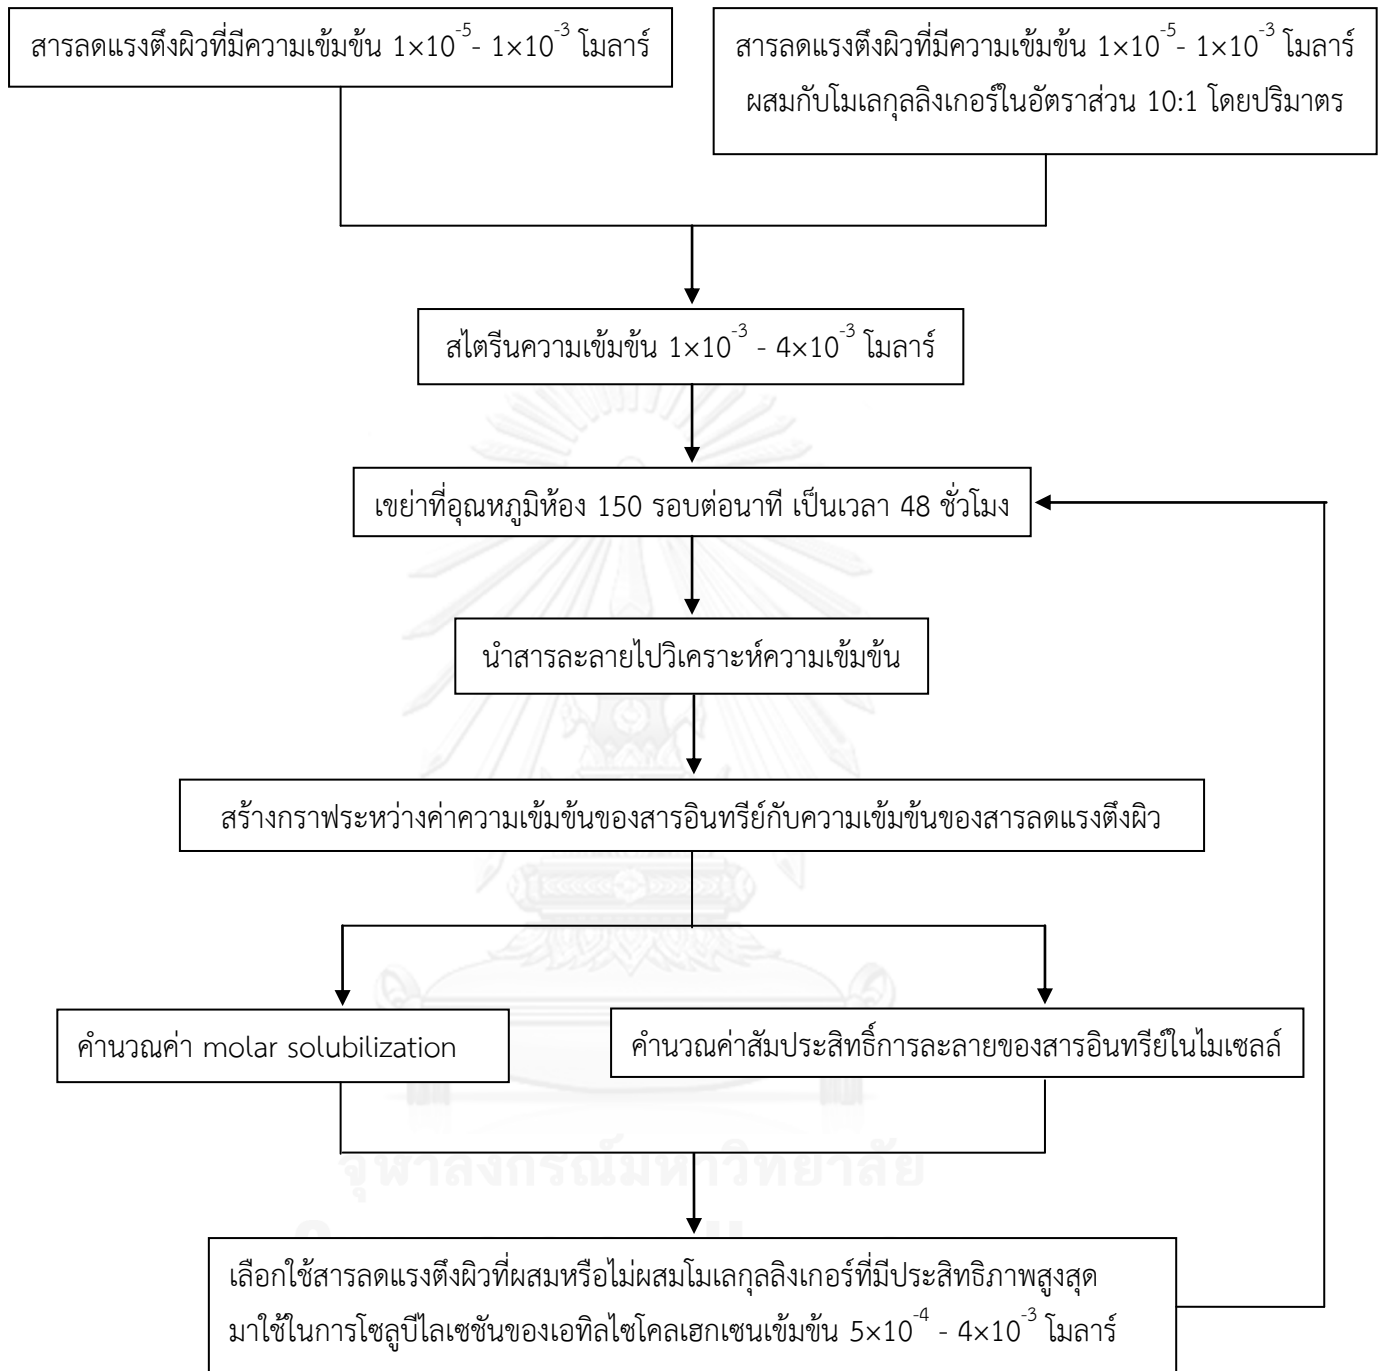 สารลดแรงตึงผิวที่มีความเข้มข้น 1×10⁻⁵- 1×10⁻³ โมลาร์
สารลดแรงตึงผิวที่มีความเข้มข้น 1×10⁻⁵- 1×10⁻³ โมลาร์
ผสมกับโมเลกุลลิงเกอร์ในอัตราส่วน 10:1 โดยปริมาตร
สไตรีนความเข้มข้น 1×10⁻³ - 4×10⁻³ โมลาร์
เขย่าที่อุณหภูมิห้อง 150 รอบต่อนาที เป็นเวลา 48 ชั่วโมง
นำสารละลายไปวิเคราะห์ความเข้มข้น
สร้างกราฟระหว่างค่าความเข้มข้นของสารอินทรีย์กับความเข้มข้นของสารลดแรงตึงผิว
คำนวณค่า molar solubilization
คำนวณค่าสัมประสิทธิ์การละลายของสารอินทรีย์ในไมเซลล์
จุฬาลงกรณ์มหาวิทยาลัย
เลือกใช้สารลดแรงตึงผิวที่ผสมหรือไม่ผสมโมเลกุลลิงเกอร์ที่มีประสิทธิภาพสูงสุด
มาใช้ในการโซลูบีไลเซชันของเอทิลไซโคลเฮกเซนเข้มข้น 5×10⁻⁴ - 4×10⁻³ โมลาร์